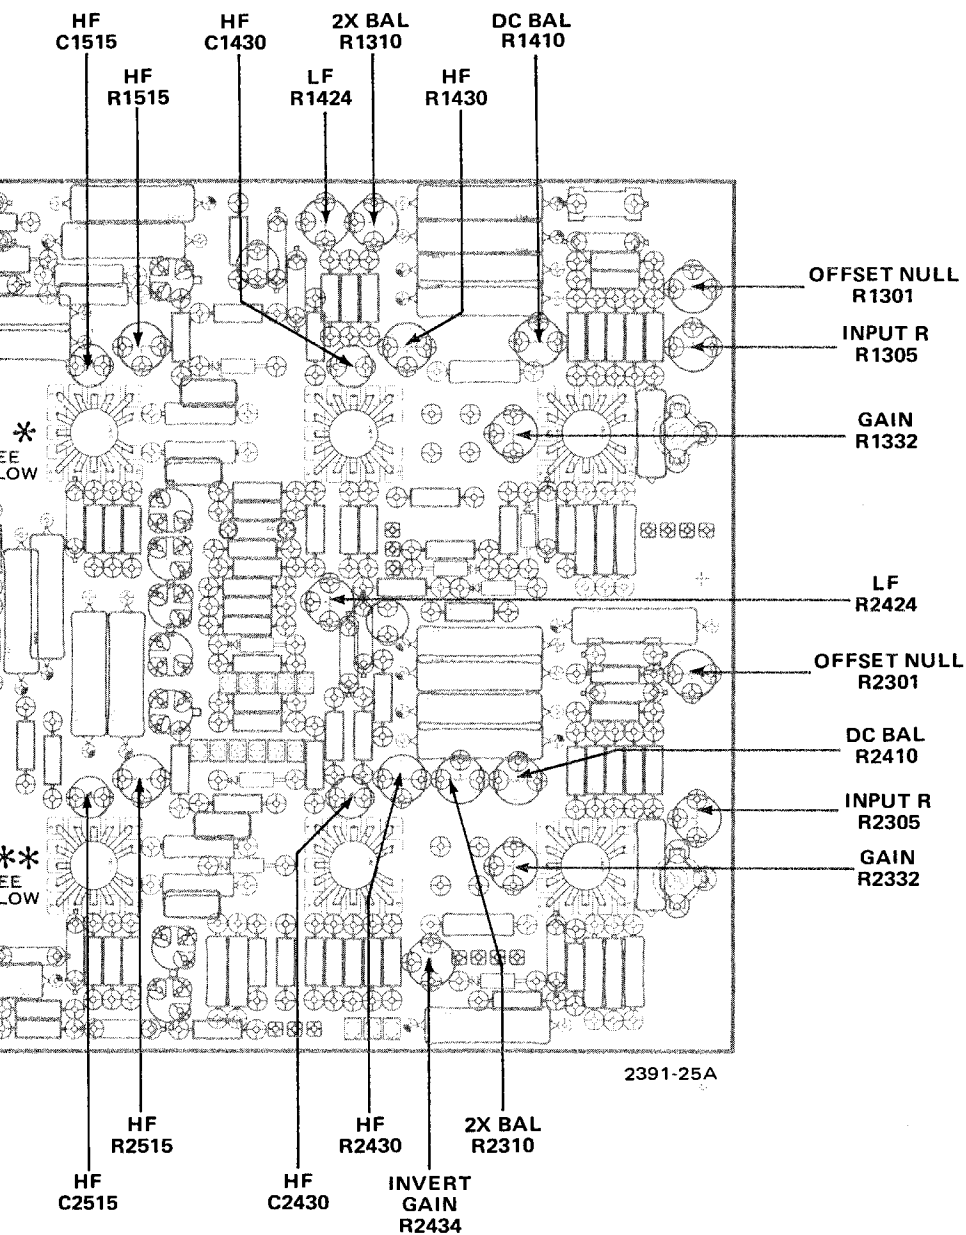 HF
C1515
HF
C1430
2X BAL
R1310
DC BAL
R1410
HF
R1515
LF
R1424
HF
R1430
OFFSET NULL
R1301
INPUT R
R1305
GAIN
R1332
*
EE
LOW
LF
R2424
OFFSET NULL
R2301
DC BAL
R2410
INPUT R
R2305
**
EE
LOW
GAIN
R2332
2391-25A
HF
R2515
HF
R2430
2X BAL
R2310
HF
C2515
HF
C2430
INVERT
GAIN
R2434